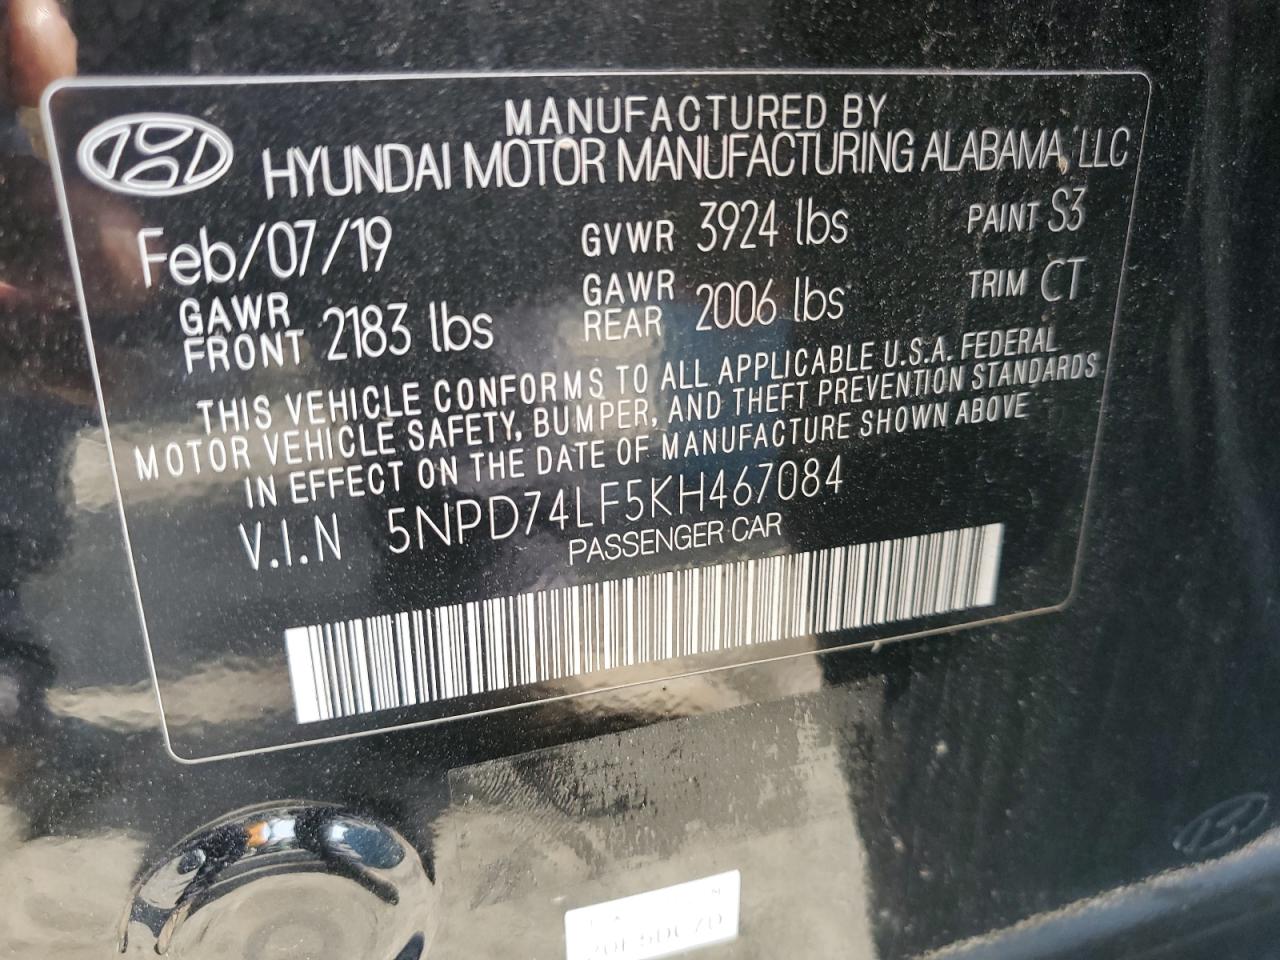 MANUFACTURED BY
HYUNDAI MOTOR MANUFACTURING ALABAMA, LLC
Feb/07/19 GVWR 3924 lbs PAINT S3
GAWR FRONT 2183 lbs GAWR REAR 2006 lbs TRIM CT
THIS VEHICLE CONFORMS TO ALL APPLICABLE U.S.A. FEDERAL
MOTOR VEHICLE SAFETY, BUMPER, AND THEFT PREVENTION STANDARDS
IN EFFECT ON THE DATE OF MANUFACTURE SHOWN ABOVE
V.I.N 5NPD74LF5KH467084
PASSENGER CAR